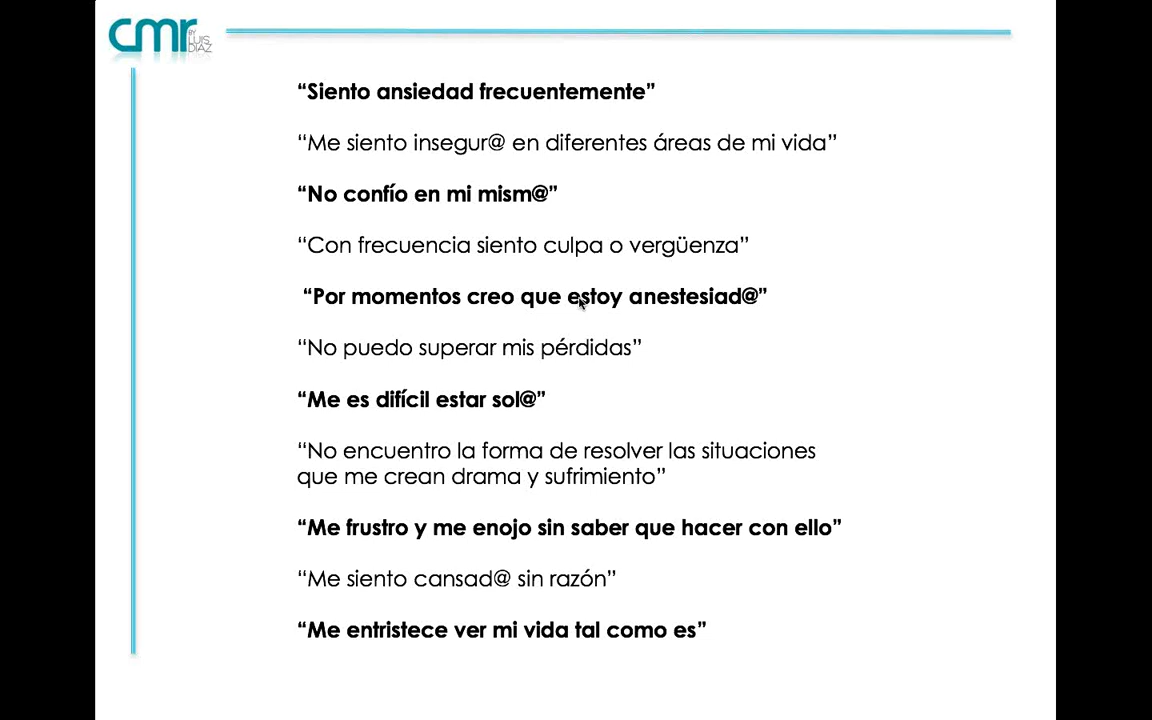 cmr BY LUIS DÍAZ
“Siento ansiedad frecuentemente”
“Me siento insegur@ en diferentes áreas de mi vida”
“No confío en mi mism@”
“Con frecuencia siento culpa o vergüenza”
“Por momentos creo que estoy anestesiad@”
“No puedo superar mis pérdidas”
“Me es difícil estar sol@”
“No encuentro la forma de resolver las situaciones
que me crean drama y sufrimiento”
“Me frustro y me enojo sin saber que hacer con ello”
“Me siento cansad@ sin razón”
“Me entristece ver mi vida tal como es”